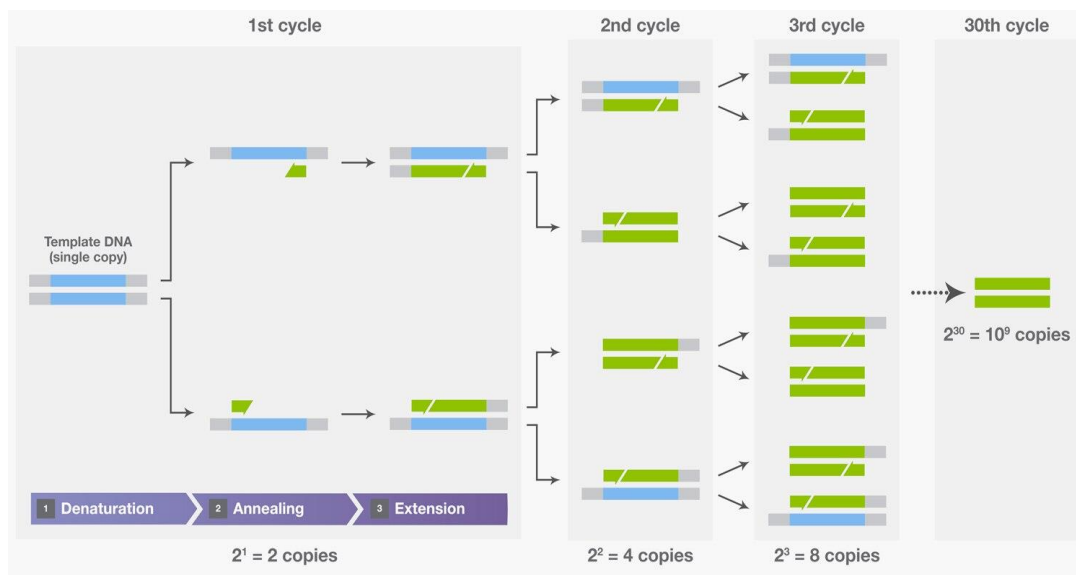 1st cycle
2nd cycle
3rd cycle
30th cycle
Template DNA
(single copy)
2³⁰ = 10⁹ copies
1 Denaturation
2 Annealing
3 Extension
2¹ = 2 copies
2² = 4 copies
2³ = 8 copies